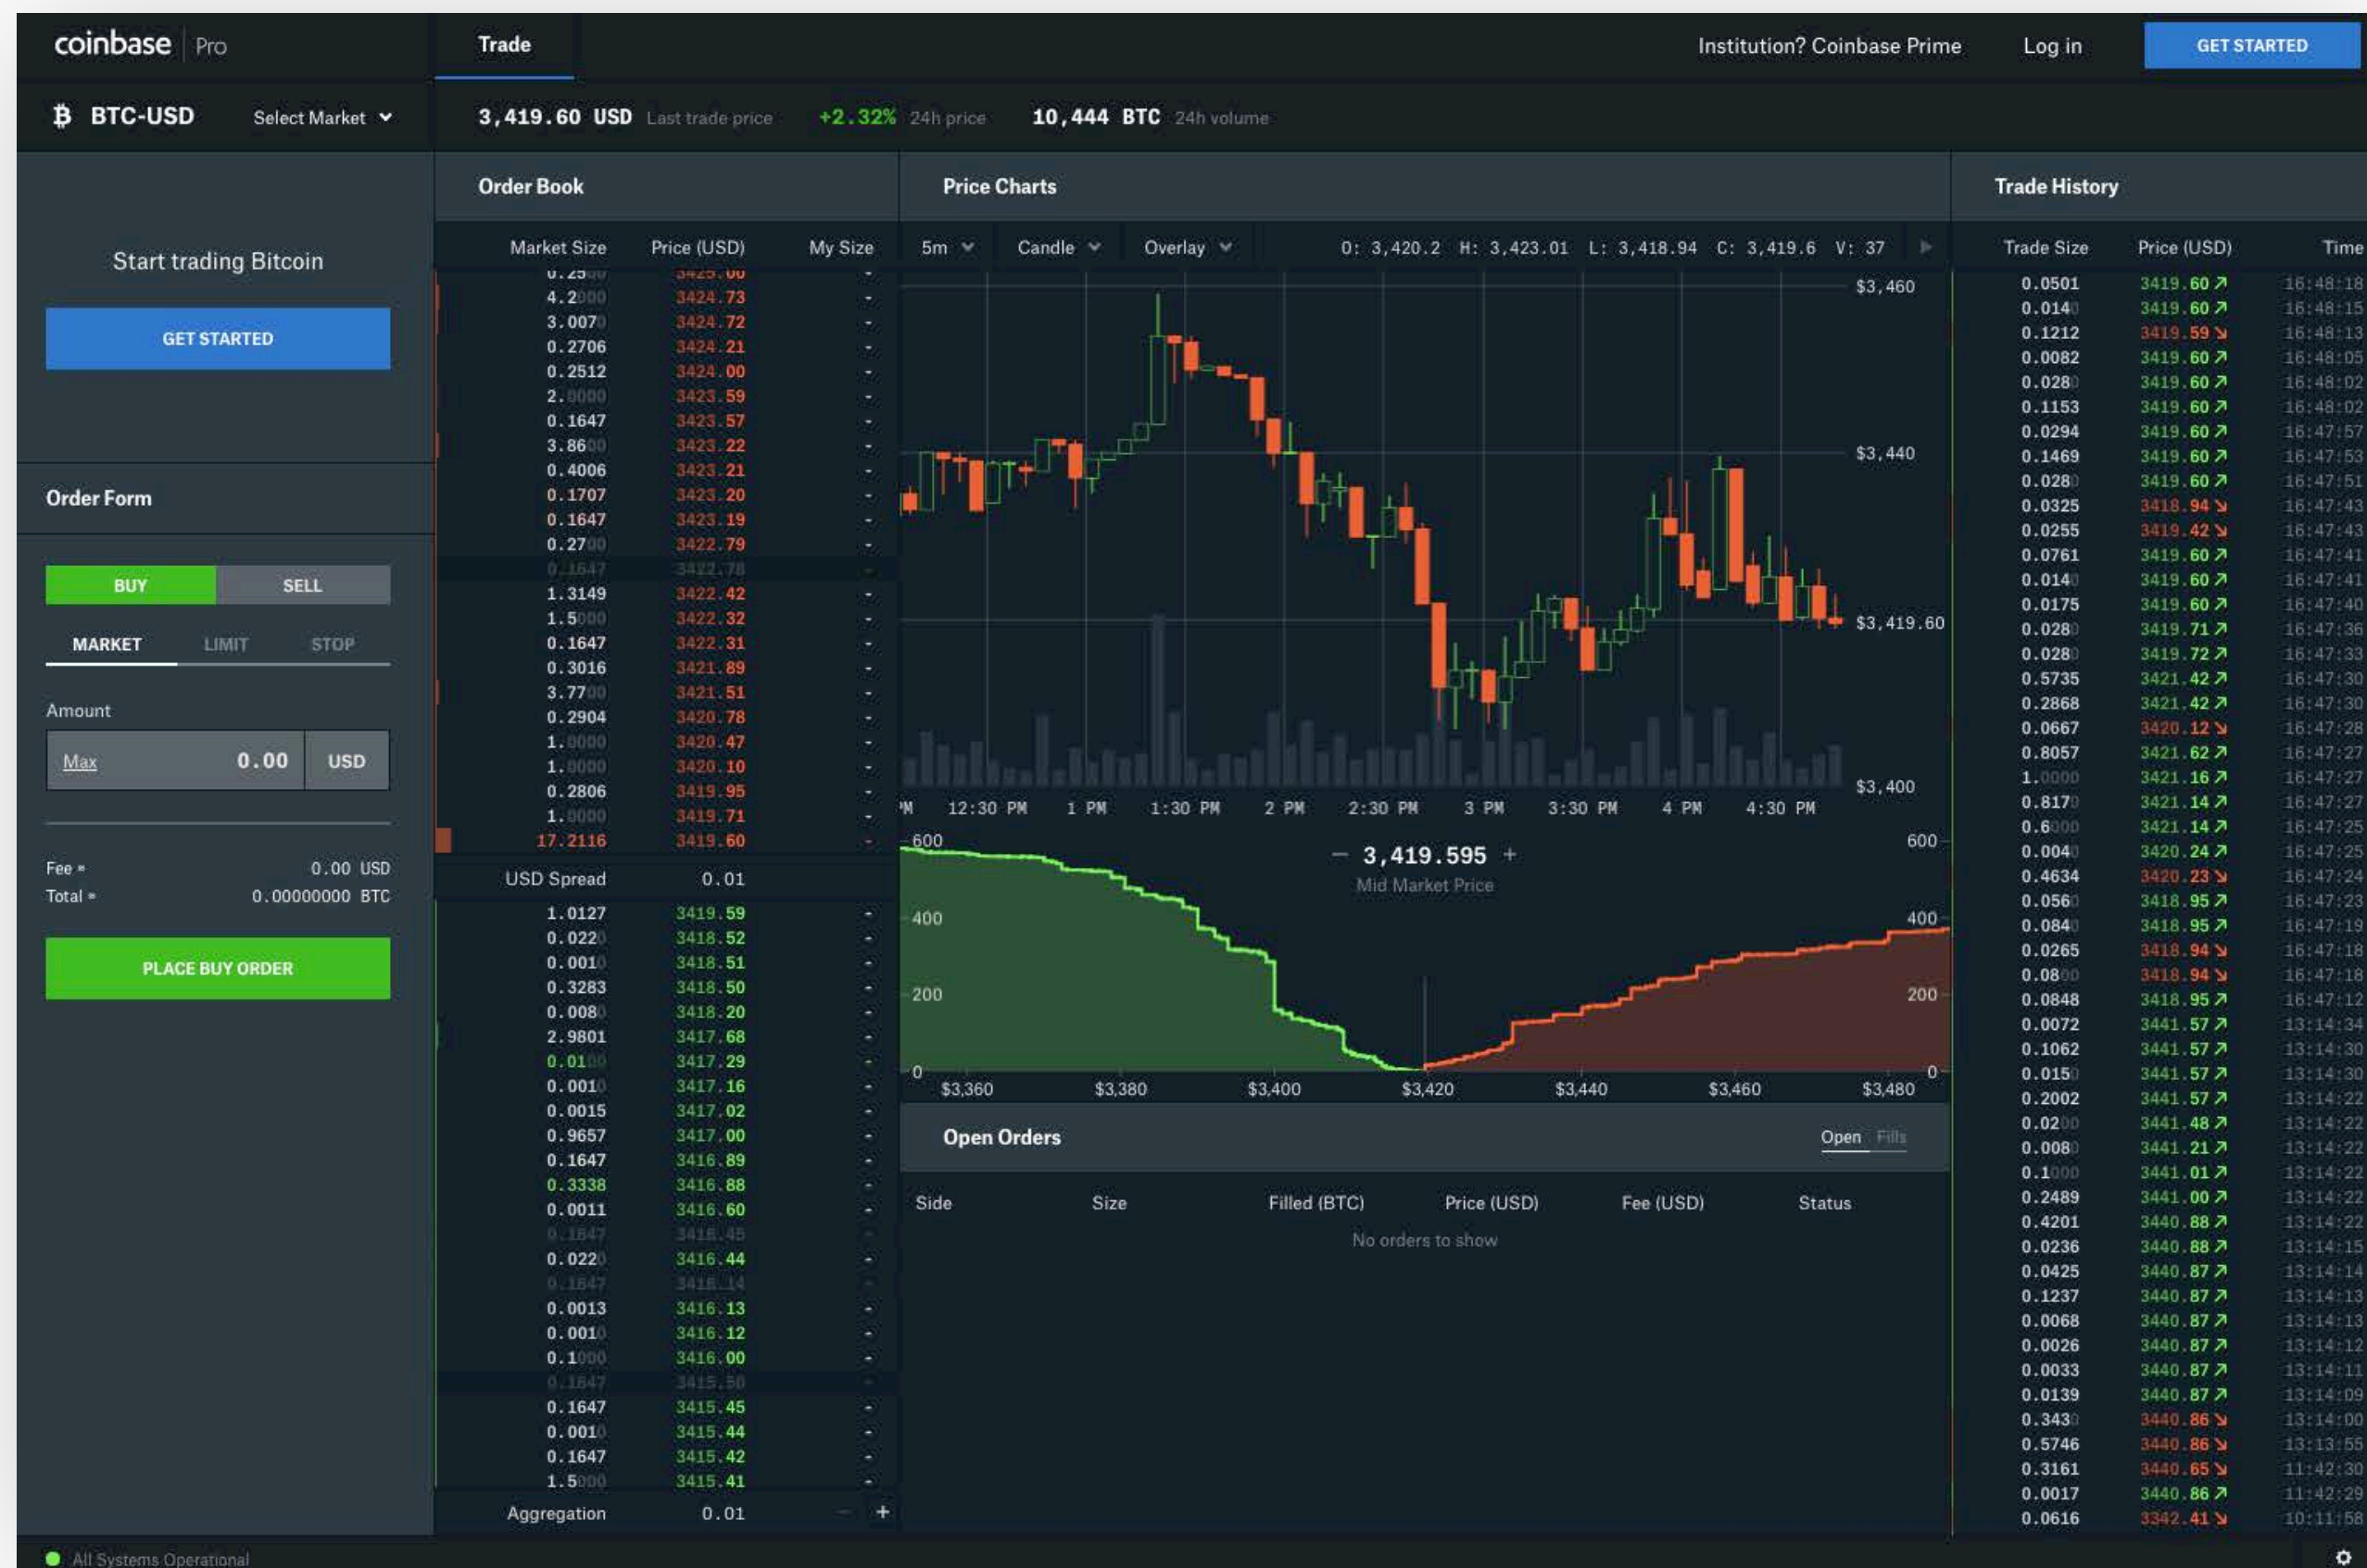 coinbase Pro
Trade
Institution? Coinbase Prime
Log in
GET STARTED
BTC-USD
Select Market
3,419.60 USD Last trade price
+2.32% 24h price
10,444 BTC 24h volume
Start trading Bitcoin
GET STARTED
Order Form
BUY SELL
MARKET LIMIT STOP
Amount
Max 0.00 USD
Fee ≈ 0.00 USD
Total ≈ 0.00000000 BTC
PLACE BUY ORDER
Order Book
Market Size Price (USD) My Size
0.2500 3425.00 -
4.2000 3424.73 -
3.0070 3424.72 -
0.2706 3424.21 -
0.2512 3424.00 -
2.0000 3423.59 -
0.1647 3423.57 -
3.8600 3423.22 -
0.4006 3423.21 -
0.1707 3423.20 -
0.1647 3423.19 -
0.2700 3422.79 -
0.1647 3422.78 -
1.3149 3422.42 -
1.5000 3422.32 -
0.1647 3422.31 -
0.3016 3421.89 -
3.7700 3421.51 -
0.2904 3420.78 -
1.0000 3420.47 -
1.0000 3420.10 -
0.2806 3419.95 -
1.0000 3419.71 -
17.2116 3419.60 -
USD Spread 0.01
1.0127 3419.59 -
0.0220 3418.52 -
0.0010 3418.51 -
0.3283 3418.50 -
0.0080 3418.20 -
2.9801 3417.68 -
0.0100 3417.29 -
0.0010 3417.16 -
0.0015 3417.02 -
0.9657 3417.00 -
0.1647 3416.89 -
0.3338 3416.88 -
0.0011 3416.60 -
0.1647 3416.45 -
0.0220 3416.44 -
0.1647 3416.14 -
0.0013 3416.13 -
0.0010 3416.12 -
0.1000 3416.00 -
0.1647 3415.50 -
0.1647 3415.45 -
0.0010 3415.44 -
0.1647 3415.42 -
1.5000 3415.41 -
Aggregation 0.01 - +
Price Charts
5m Candle Overlay O: 3,420.2 H: 3,423.01 L: 3,418.94 C: 3,419.6 V: 37
$3,460
$3,440
$3,419.60
$3,400
PM 12:30 PM 1 PM 1:30 PM 2 PM 2:30 PM 3 PM 3:30 PM 4 PM 4:30 PM
600 600
- 3,419.595 +
Mid Market Price
400 400
200 200
0 0
$3,360 $3,380 $3,400 $3,420 $3,440 $3,460 $3,480
Open Orders
Open Fills
Side Size Filled (BTC) Price (USD) Fee (USD) Status
No orders to show
Trade History
Trade Size Price (USD) Time
0.0501 3419.60↗ 16:48:18
0.0140 3419.60↗ 16:48:15
0.1212 3419.59↘ 16:48:13
0.0082 3419.60↗ 16:48:05
0.0280 3419.60↗ 16:48:02
0.1153 3419.60↗ 16:48:02
0.0294 3419.60↗ 16:47:57
0.1469 3419.60↗ 16:47:53
0.0280 3419.60↗ 16:47:51
0.0325 3418.94↘ 16:47:43
0.0255 3419.42↘ 16:47:43
0.0761 3419.60↗ 16:47:41
0.0140 3419.60↗ 16:47:41
0.0175 3419.60↗ 16:47:40
0.0280 3419.71↗ 16:47:36
0.0280 3419.72↗ 16:47:33
0.5735 3421.42↗ 16:47:30
0.2868 3421.42↗ 16:47:30
0.0667 3420.12↘ 16:47:28
0.8057 3421.62↗ 16:47:27
1.0000 3421.16↗ 16:47:27
0.8170 3421.14↗ 16:47:27
0.6000 3421.14↗ 16:47:25
0.0040 3420.24↗ 16:47:25
0.4634 3420.23↘ 16:47:24
0.0560 3418.95↗ 16:47:23
0.0840 3418.95↗ 16:47:19
0.0265 3418.94↘ 16:47:18
0.0800 3418.94↘ 16:47:18
0.0848 3418.95↗ 16:47:12
0.0072 3441.57↗ 13:14:34
0.1062 3441.57↗ 13:14:30
0.0150 3441.57↗ 13:14:30
0.2002 3441.57↗ 13:14:22
0.0200 3441.48↗ 13:14:22
0.0080 3441.21↗ 13:14:22
0.1000 3441.01↗ 13:14:22
0.2489 3441.00↗ 13:14:22
0.4201 3440.88↗ 13:14:22
0.0236 3440.88↗ 13:14:15
0.0425 3440.87↗ 13:14:14
0.1237 3440.87↗ 13:14:13
0.0068 3440.87↗ 13:14:13
0.0026 3440.87↗ 13:14:12
0.0033 3440.87↗ 13:14:11
0.0139 3440.87↗ 13:14:09
0.3430 3440.86↘ 13:14:00
0.5746 3440.86↘ 13:13:55
0.3161 3440.65↘ 11:42:30
0.0017 3440.86↗ 11:42:29
0.0616 3342.41↘ 10:11:58
All Systems Operational